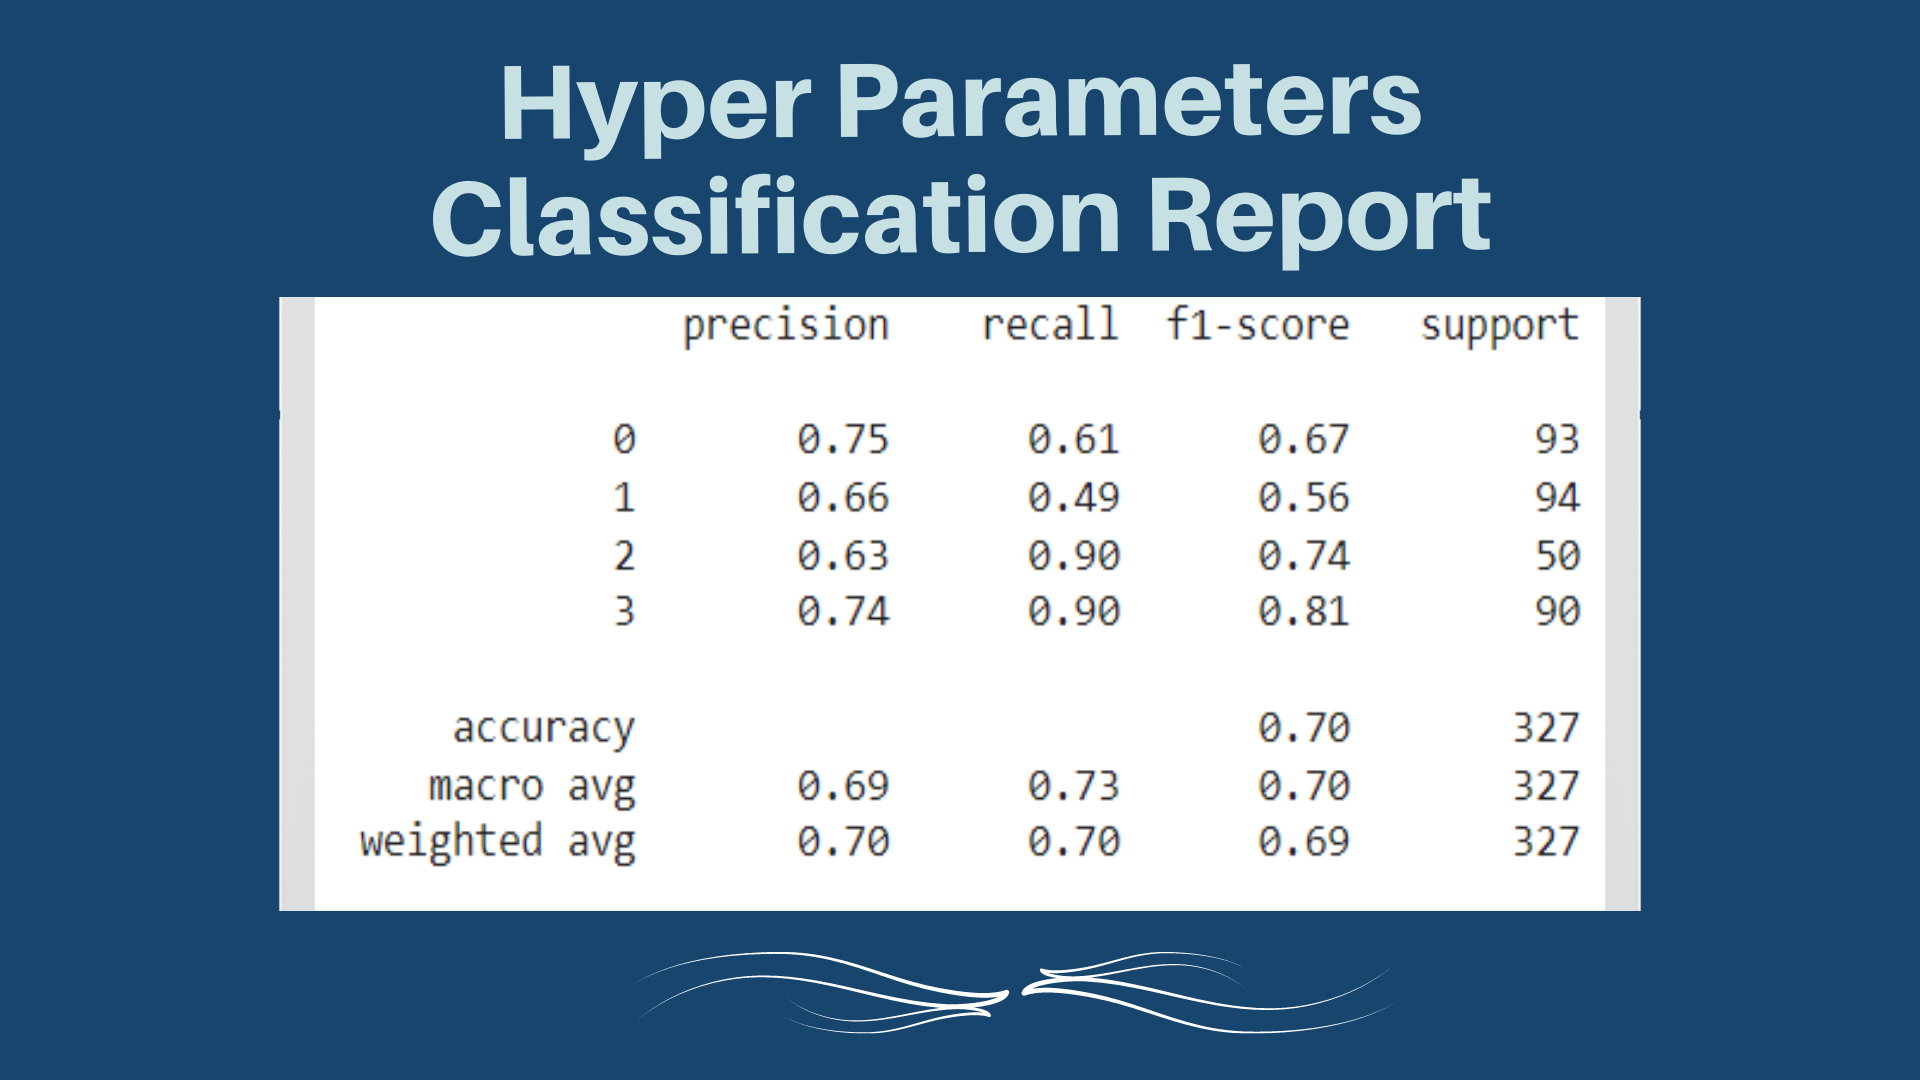 Hyper Parameters
Classification Report
precision recall f1-score support
0 0.75 0.61 0.67 93
1 0.66 0.49 0.56 94
2 0.63 0.90 0.74 50
3 0.74 0.90 0.81 90
accuracy 0.70 327
macro avg 0.69 0.73 0.70 327
weighted avg 0.70 0.70 0.69 327